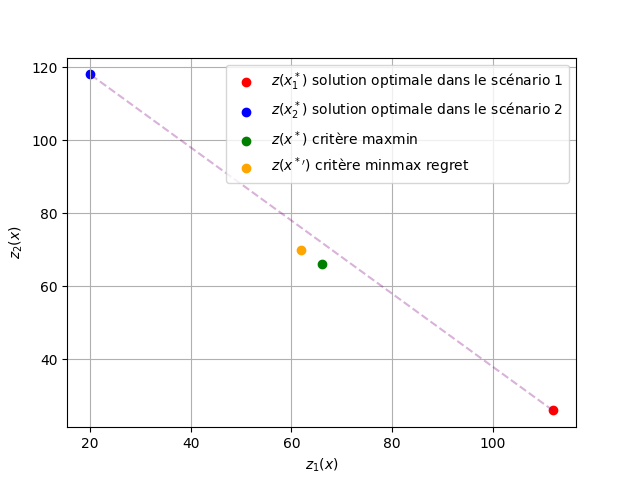 120
100
80
60
40
z₂(x)
z(x₁*) solution optimale dans le scénario 1
z(x₂*) solution optimale dans le scénario 2
z(x*) critère maxmin
z(x*′) critère minmax regret
20 40 60 80 100
z₁(x)